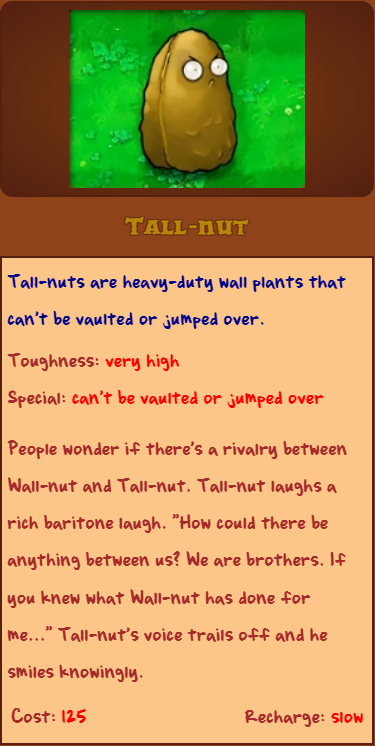 Tall-nut
Tall-nuts are heavy-duty wall plants that
can't be vaulted or jumped over.
Toughness: very high
Special: can't be vaulted or jumped over
People wonder if there's a rivalry between
Wall-nut and Tall-nut. Tall-nut laughs a
rich baritone laugh. "How could there be
anything between us? We are brothers. If
you knew what Wall-nut has done for
me..." Tall-nut's voice trails off and he
smiles knowingly.
Cost: 125 Recharge: slow